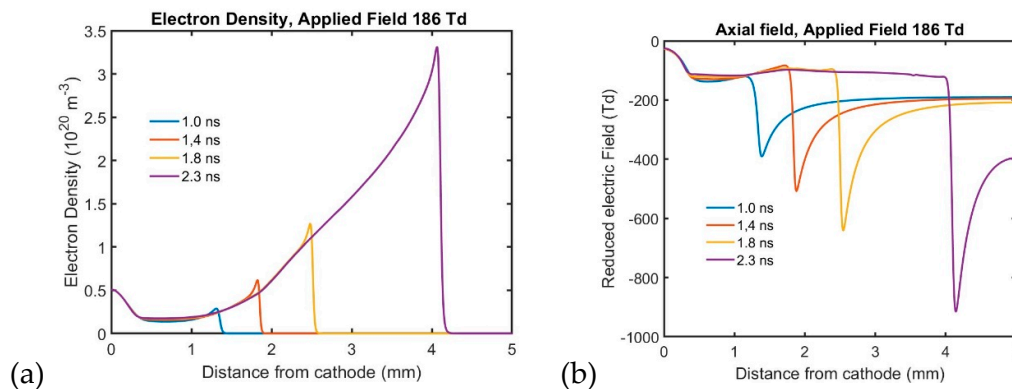 Electron Density, Applied Field 186 Td
3.5
3
2.5
2
1.5
1
0.5
0
Electron Density (10²⁰ m⁻³)
1.0 ns
1,4 ns
1.8 ns
2.3 ns
0 1 2 3 4 5
Distance from cathode (mm)
(a)
Axial field, Applied Field 186 Td
0
-200
-400
-600
-800
-1000
Reduced electric Field (Td)
1.0 ns
1,4 ns
1.8 ns
2.3 ns
0 1 2 3 4
Distance from cathode (mm)
(b)